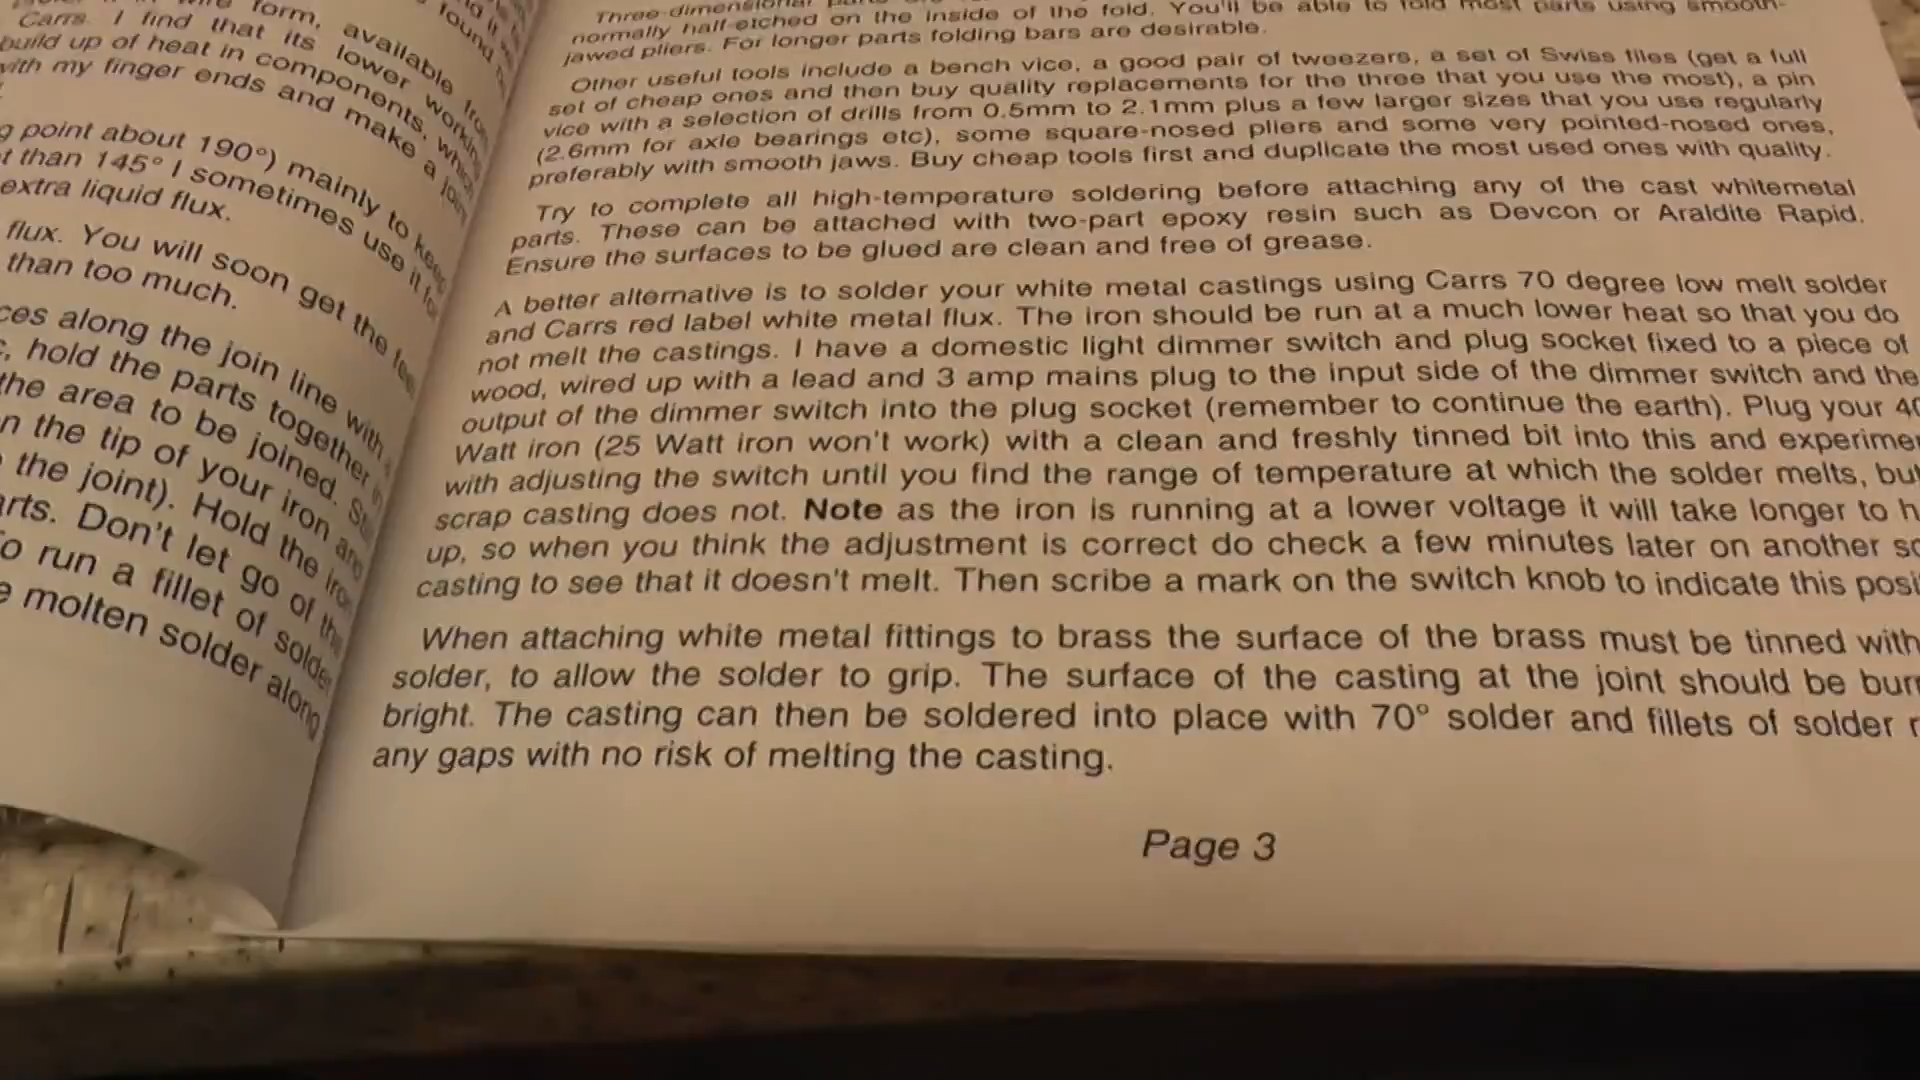 form, available from
Carrs. I find that its lower working
build up of heat in components, which
with my finger ends and make a join
point about 190°) mainly to keep
than 145° I sometimes use it for
extra liquid flux.
flux. You will soon get the feel
than too much.
along the join line with
hold the parts together
the area to be joined.
the tip of your iron and
the joint). Hold the iron
Don't let go of the
run a fillet of solder
molten solder along
Three-dimensional parts
normally half-etched on the inside of the fold. You'll be able to fold most parts using smooth-
jawed pliers. For longer parts folding bars are desirable.
Other useful tools include a bench vice, a good pair of tweezers, a set of Swiss files (get a full
set of cheap ones and then buy quality replacements for the three that you use the most), a pin
vice with a selection of drills from 0.5mm to 2.1mm plus a few larger sizes that you use regularly
(2.6mm for axle bearings etc), some square-nosed pliers and some very pointed-nosed ones,
preferably with smooth jaws. Buy cheap tools first and duplicate the most used ones with quality.
Try to complete all high-temperature soldering before attaching any of the cast whitemetal
parts. These can be attached with two-part epoxy resin such as Devcon or Araldite Rapid.
Ensure the surfaces to be glued are clean and free of grease.
A better alternative is to solder your white metal castings using Carrs 70 degree low melt solder
and Carrs red label white metal flux. The iron should be run at a much lower heat so that you do
not melt the castings. I have a domestic light dimmer switch and plug socket fixed to a piece of
wood, wired up with a lead and 3 amp mains plug to the input side of the dimmer switch and the
output of the dimmer switch into the plug socket (remember to continue the earth). Plug your 40
Watt iron (25 Watt iron won't work) with a clean and freshly tinned bit into this and
with adjusting the switch until you find the range of temperature at which the solder melts, but
scrap casting does not. Note as the iron is running at a lower voltage it will take longer to
up, so when you think the adjustment is correct do check a few minutes later on another
casting to see that it doesn't melt. Then scribe a mark on the switch knob to indicate this
When attaching white metal fittings to brass the surface of the brass must be tinned with
solder, to allow the solder to grip. The surface of the casting at the joint should be
bright. The casting can then be soldered into place with 70° solder and fillets of solder
any gaps with no risk of melting the casting.
Page 3